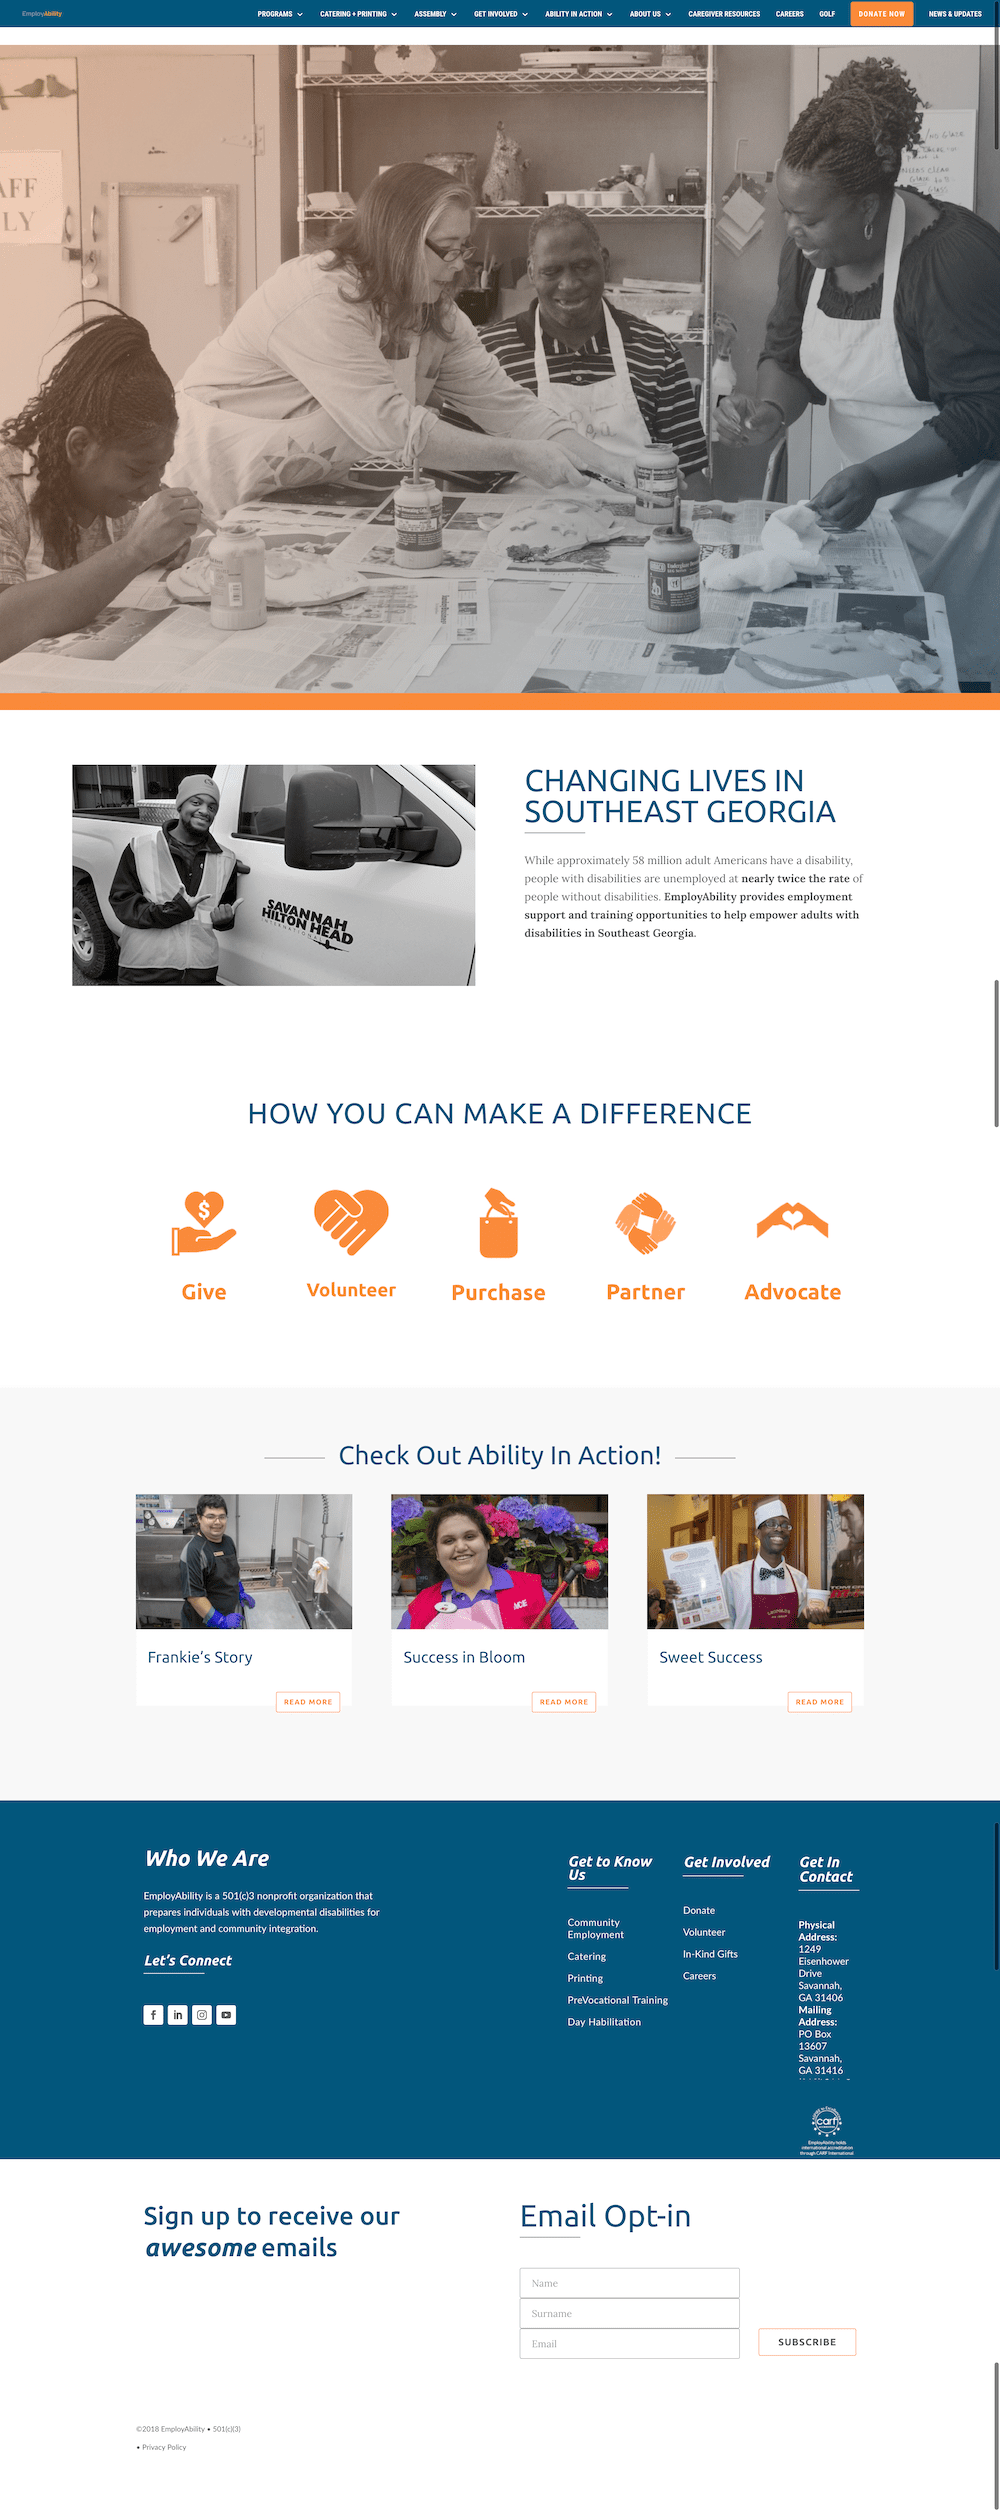 EmployAbility
PROGRAMS CATERING + PRINTING ASSEMBLY GET INVOLVED ABILITY IN ACTION ABOUT US CAREGIVER RESOURCES CAREERS GOLF DONATE NOW NEWS & UPDATES
AFF
LY
CHANGING LIVES IN
SOUTHEAST GEORGIA
While approximately 58 million adult Americans have a disability,
people with disabilities are unemployed at nearly twice the rate of
people without disabilities. EmployAbility provides employment
support and training opportunities to help empower adults with
disabilities in Southeast Georgia.
SAVANNAH
HILTON HEAD
INTERNATIONAL
HOW YOU CAN MAKE A DIFFERENCE
$
Give Volunteer Purchase Partner Advocate
Check Out Ability In Action!
ACE
Frankie's Story
READ MORE
Success in Bloom
READ MORE
Sweet Success
READ MORE
Who We Are
EmployAbility is a 501(c)3 nonprofit organization that
prepares individuals with developmental disabilities for
employment and community integration.
Let's Connect
Get to Know
Us
Community
Employment
Catering
Printing
PreVocational Training
Day Habilitation
Get Involved
Donate
Volunteer
In-Kind Gifts
Careers
Get In
Contact
Physical
Address:
1249
Eisenhower
Drive
Savannah,
GA 31406
Mailing
Address:
PO Box
13607
Savannah,
GA 31416
carf
EmployAbility holds
international accreditation
through CARF International
Sign up to receive our
awesome emails
Email Opt-in
Name
Surname
Email
SUBSCRIBE
©2018 EmployAbility • 501(c)(3)
• Privacy Policy